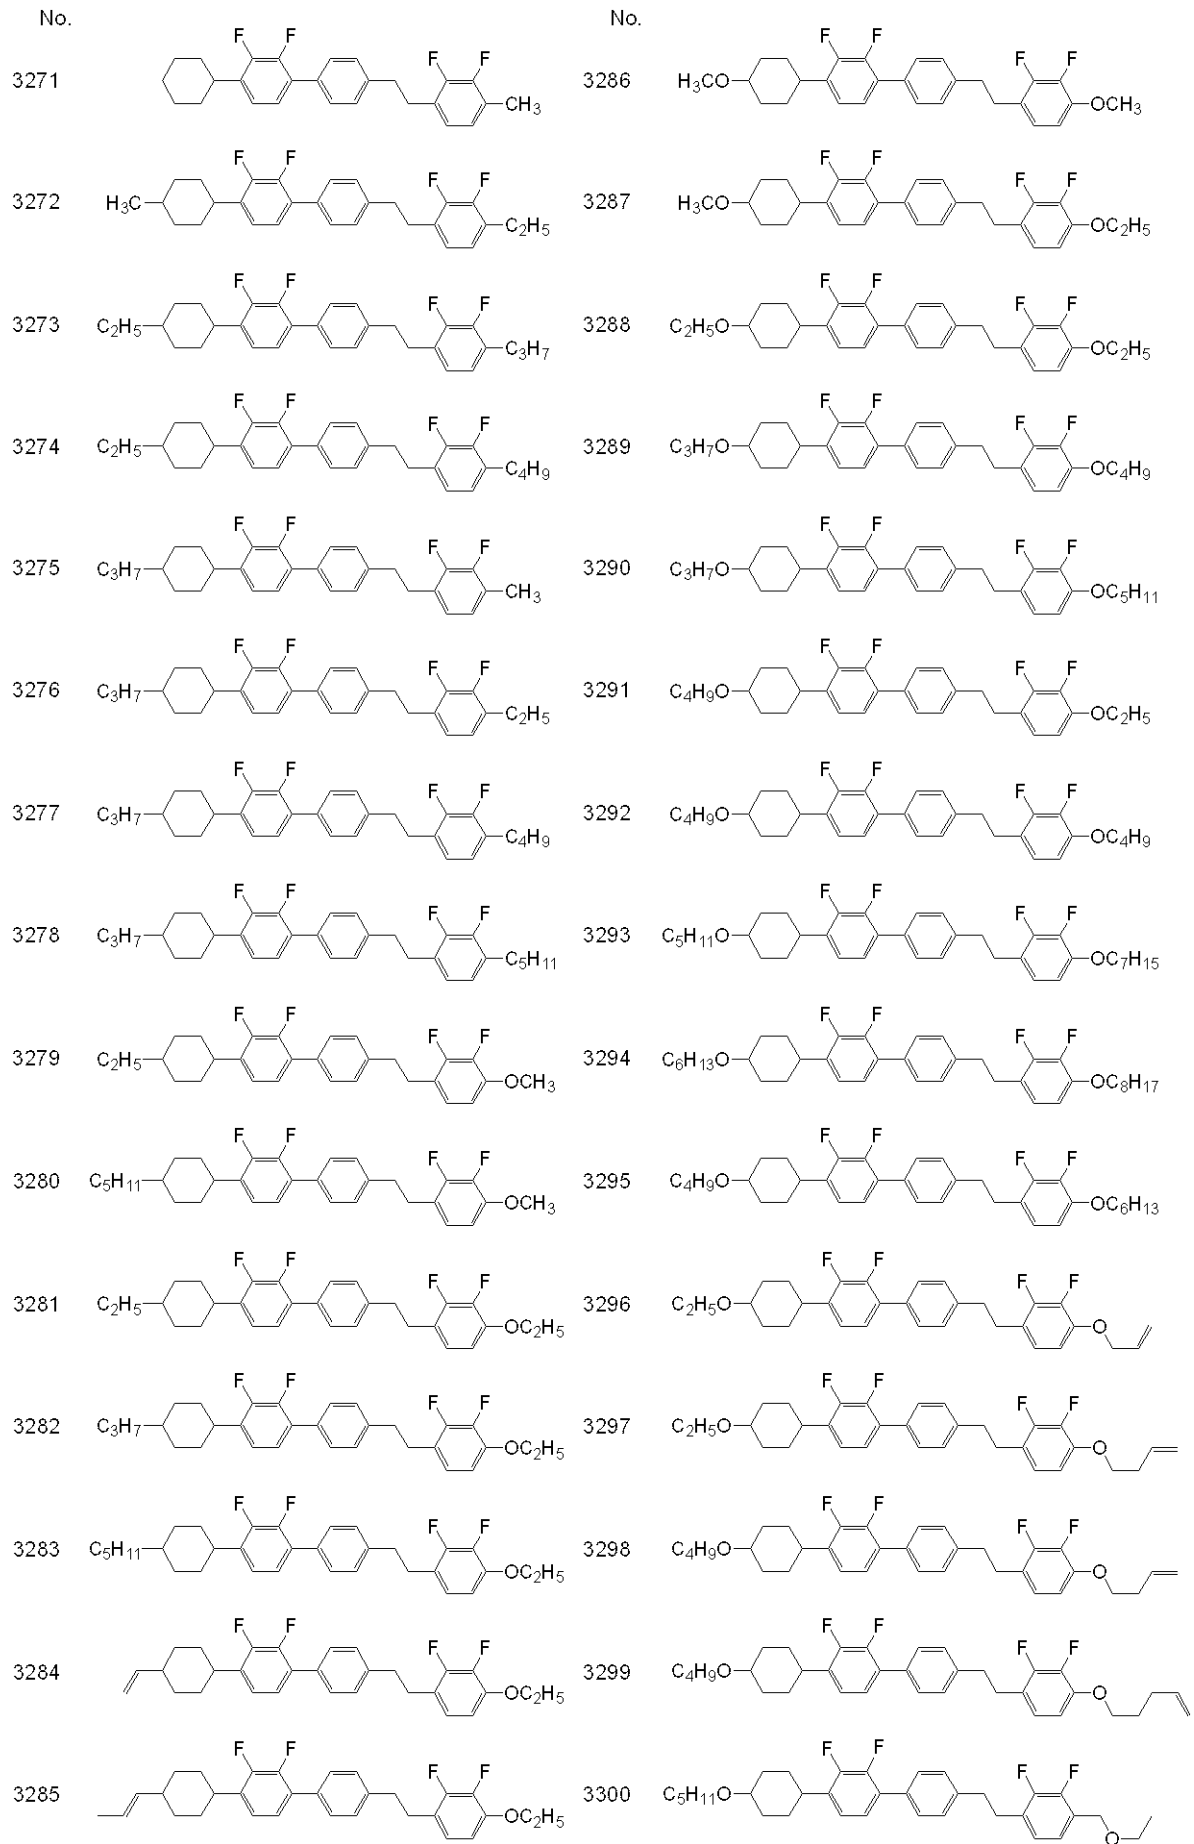 No.
F F
F F
3271
CH3
F F
F F
3272 H3C
C2H5
F F
F F
3273 C2H5
C3H7
F F
F F
3274 C2H5
C4H9
F F
F F
3275 C3H7
CH3
F F
F F
3276 C3H7
C2H5
F F
F F
3277 C3H7
C4H9
F F
F F
3278 C3H7
C5H11
F F
F F
3279 C2H5
OCH3
F F
F F
3280 C5H11
OCH3
F F
F F
3281 C2H5
OC2H5
F F
F F
3282 C3H7
OC2H5
F F
F F
3283 C5H11
OC2H5
F F
F F
3284
OC2H5
F F
F F
3285
OC2H5
No.
F F
F F
3286 H3CO
OCH3
F F
F F
3287 H3CO
OC2H5
F F
F F
3288 C2H5O
OC2H5
F F
F F
3289 C3H7O
OC4H9
F F
F F
3290 C3H7O
OC5H11
F F
F F
3291 C4H9O
OC2H5
F F
F F
3292 C4H9O
OC4H9
F F
F F
3293 C5H11O
OC7H15
F F
F F
3294 C6H13O
OC8H17
F F
F F
3295 C4H9O
OC6H13
F F
F F
3296 C2H5O
O
F F
F F
3297 C2H5O
O
F F
F F
3298 C4H9O
O
F F
F F
3299 C4H9O
O
F F
F F
3300 C5H11O
O